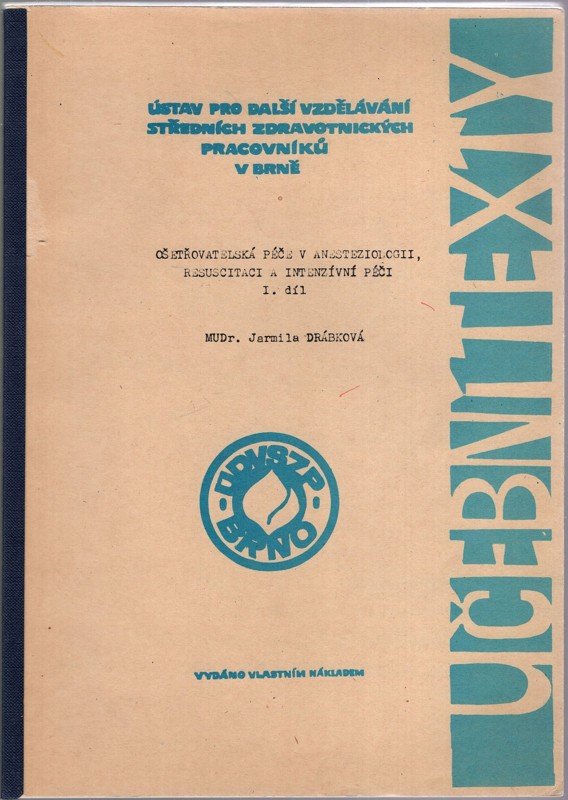 ÚSTAV PRO DALŠÍ VZDĚLÁVÁNÍ
STŘEDNÍCH ZDRAVOTNICKÝCH
PRACOVNÍKŮ
V BRNĚ
OŠETŘOVATELSKÁ PÉČE V ANESTEZIOLOGII,
RESUSCITACI A INTENZÍVNÍ PÉČI
I. díl
MUDr. Jarmila DRÁBKOVÁ
ÚDVSZP
BRNO
VYDÁNO VLASTNÍM NÁKLADEM
UČEBNÍ TEXTY